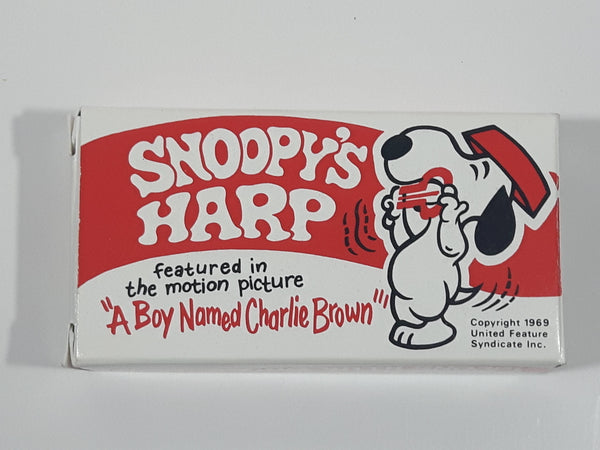 SNOOPY'S
HARP
featured in
the motion picture
"A Boy Named Charlie Brown"
Copyright 1969
United Feature
Syndicate Inc.